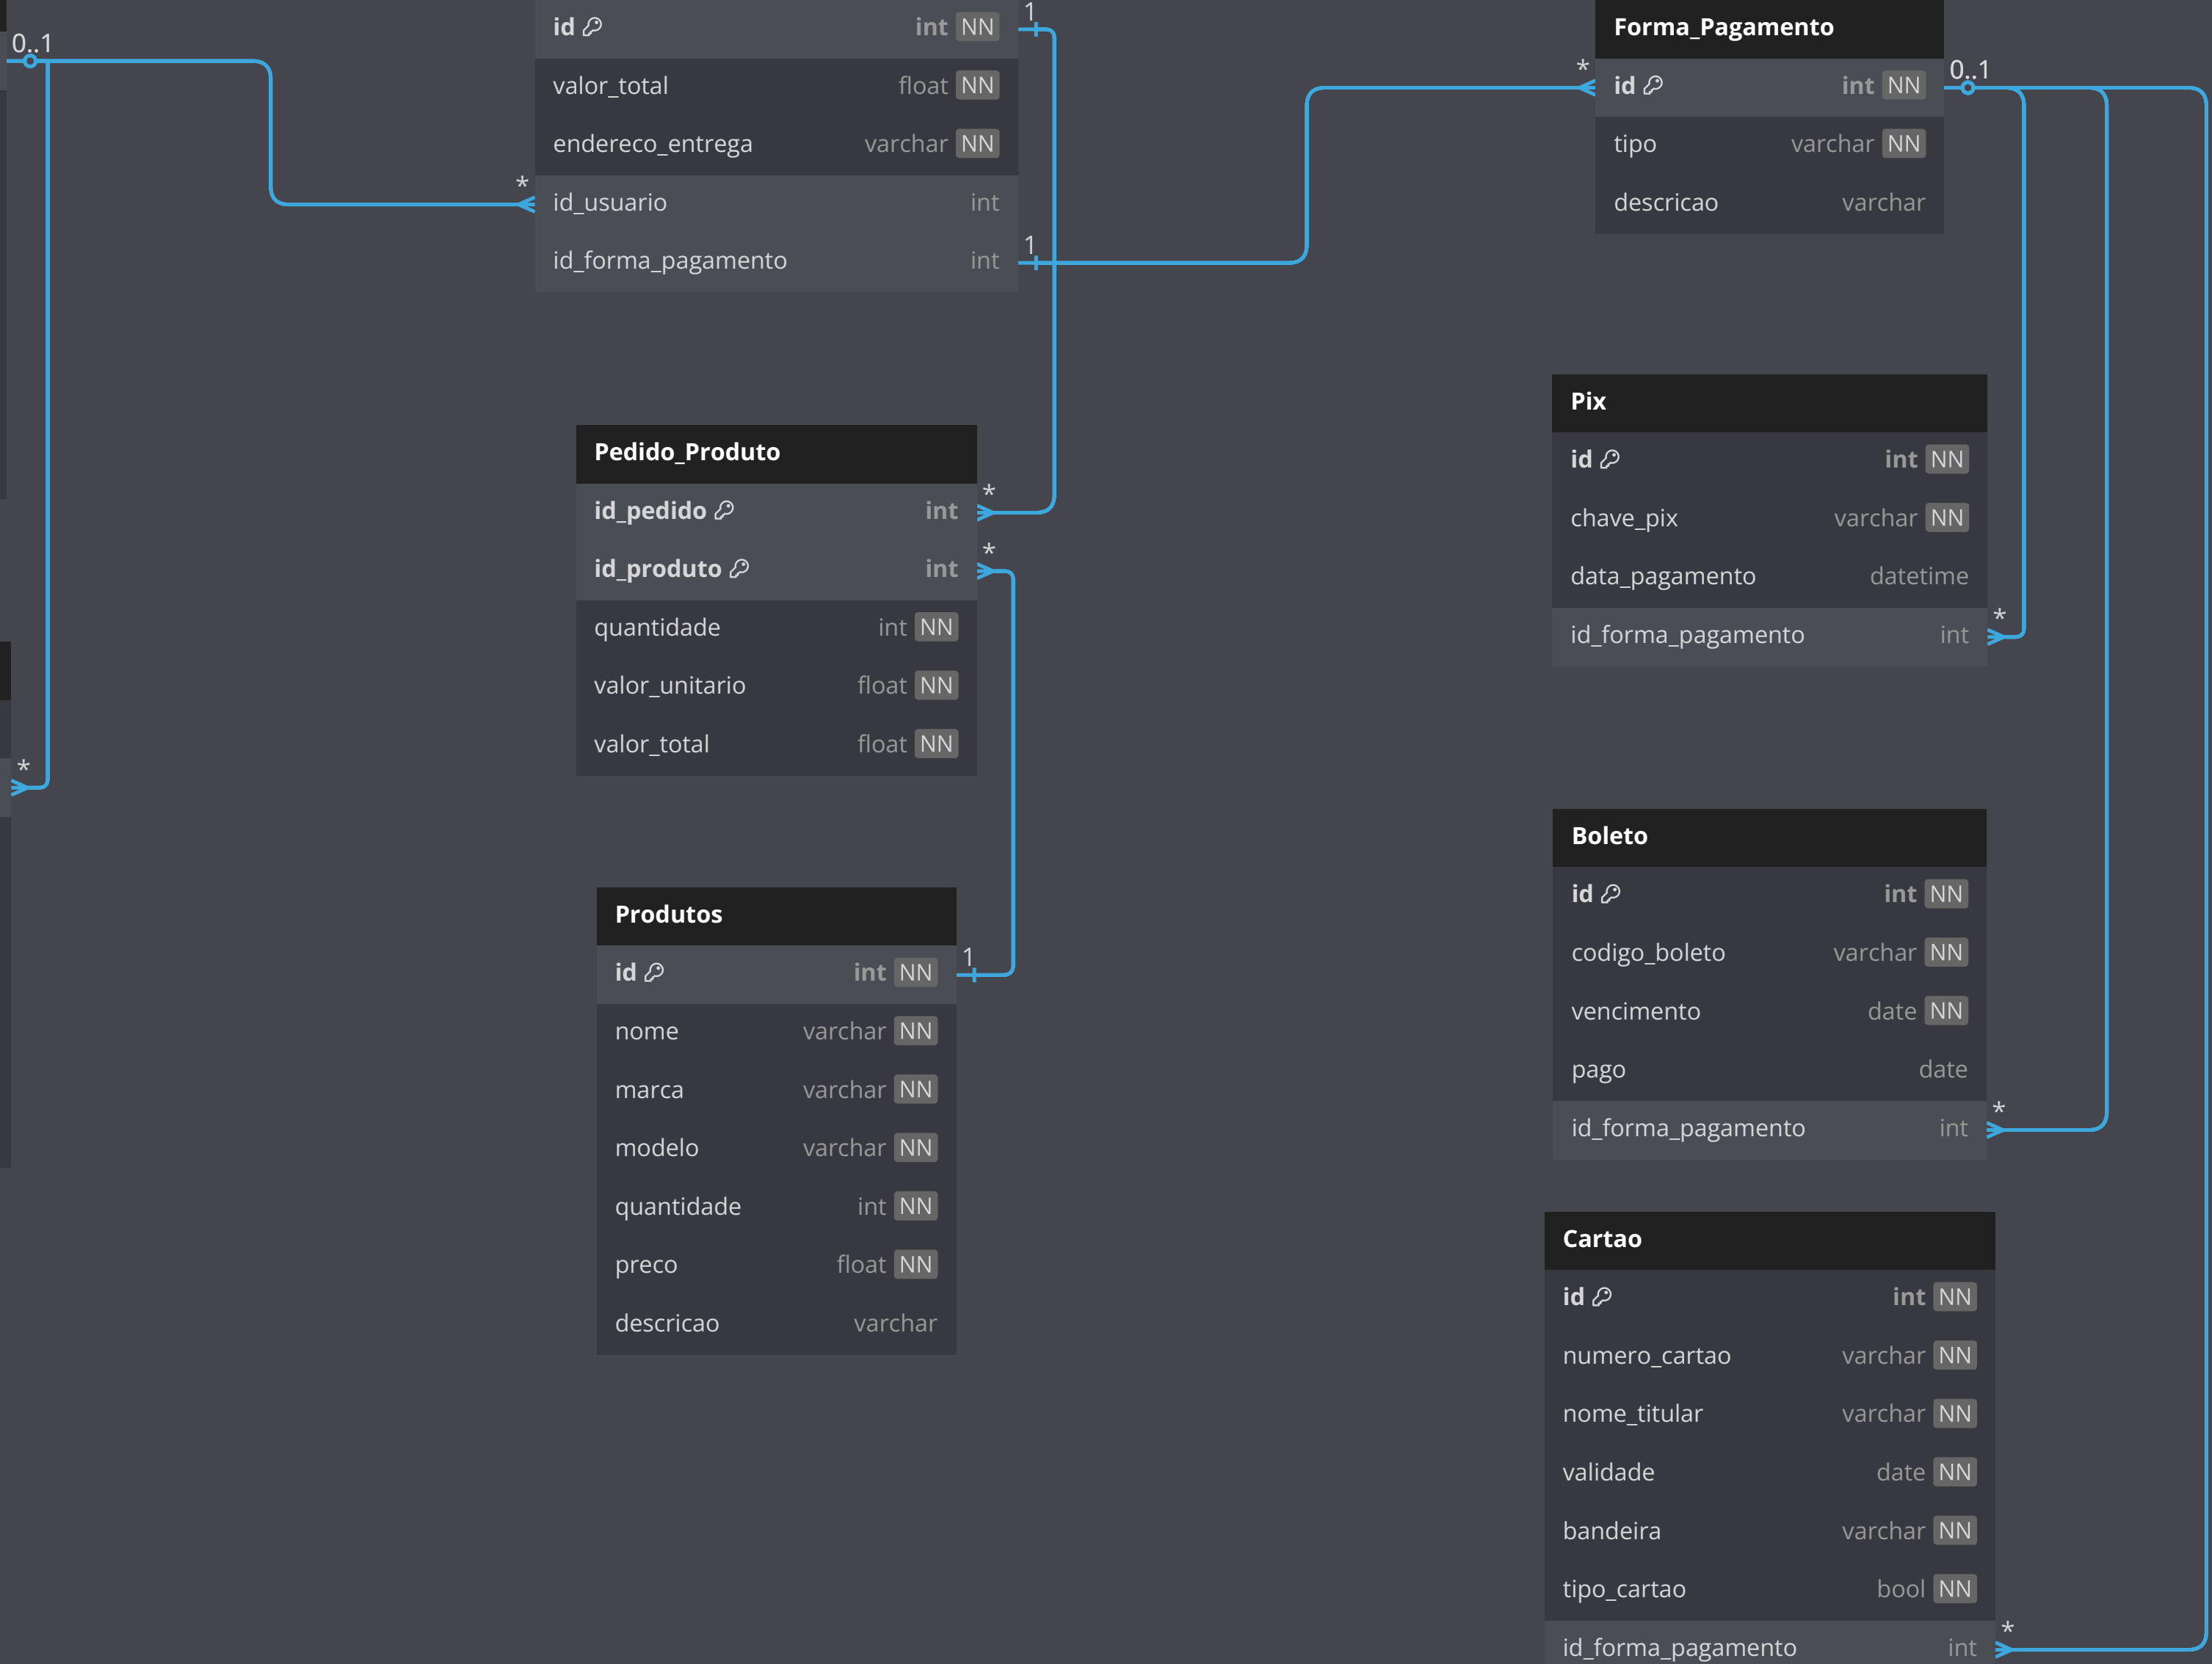 0..1
*
*
id int NN
1
valor_total float NN
endereco_entrega varchar NN
* id_usuario int
id_forma_pagamento int
1
Pedido_Produto
id_pedido int
*
id_produto int
*
quantidade int NN
valor_unitario float NN
valor_total float NN
Produtos
id int NN
1
nome varchar NN
marca varchar NN
modelo varchar NN
quantidade int NN
preco float NN
descricao varchar
Forma_Pagamento
* id int NN
0..1
tipo varchar NN
descricao varchar
Pix
id int NN
chave_pix varchar NN
data_pagamento datetime
id_forma_pagamento int
*
Boleto
id int NN
codigo_boleto varchar NN
vencimento date NN
pago date
id_forma_pagamento int
*
Cartao
id int NN
numero_cartao varchar NN
nome_titular varchar NN
validade date NN
bandeira varchar NN
tipo_cartao bool NN
id_forma_pagamento int
*